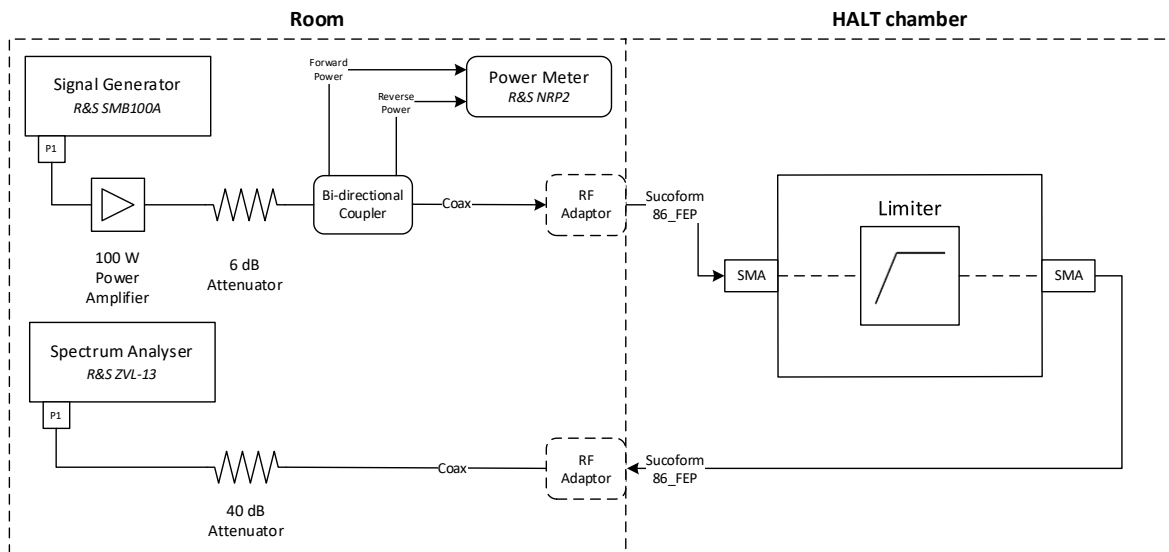 Room
HALT chamber
Signal Generator
R&S SMB100A
P1
Forward
Power
Reverse
Power
Power Meter
R&S NRP2
100 W
Power
Amplifier
6 dB
Attenuator
Bi-directional
Coupler
Coax
RF
Adaptor
Sucoform
86_FEP
SMA
Limiter
SMA
Spectrum Analyser
R&S ZVL-13
P1
40 dB
Attenuator
Coax
RF
Adaptor
Sucoform
86_FEP